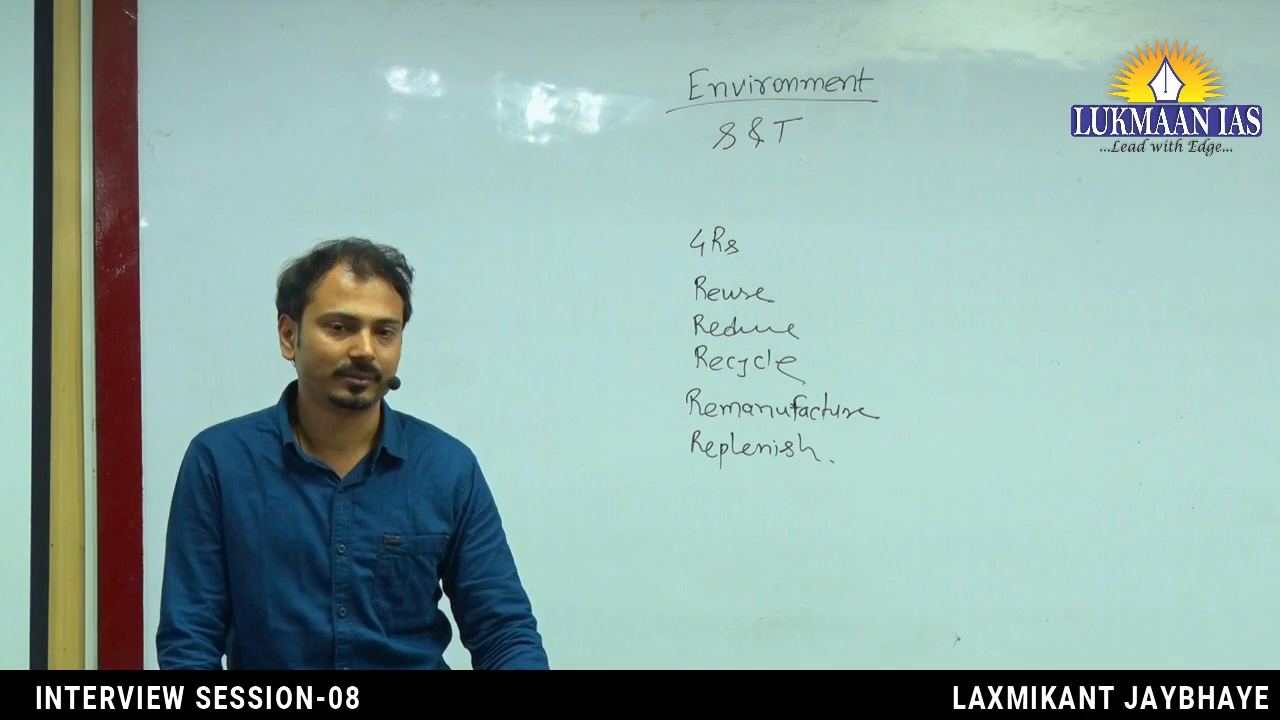 Environment
S & T
4Rs
Reuse
Reduce
Recycle
Remanufacture
Replenish.
LUKMAAN IAS
...Lead with Edge...
INTERVIEW SESSION-08
LAXMIKANT JAYBHAYE